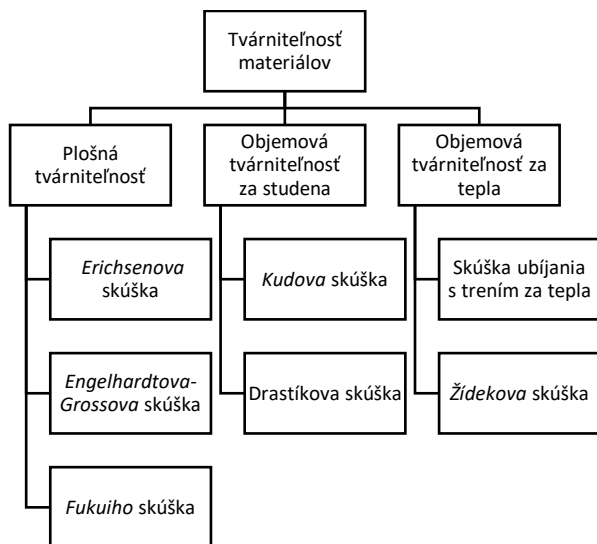 Tvárniteľnosť
materiálov
Plošná
tvárniteľnosť
Erichsenova
skúška
Engelhardtova-
Grossova skúška
Fukuiho skúška
Objemová
tvárniteľnosť
za studena
Kudova skúška
Drastíkova skúška
Objemová
tvárniteľnosť za
tepla
Skúška ubíjania
s trením za tepla
Žídekova skúška